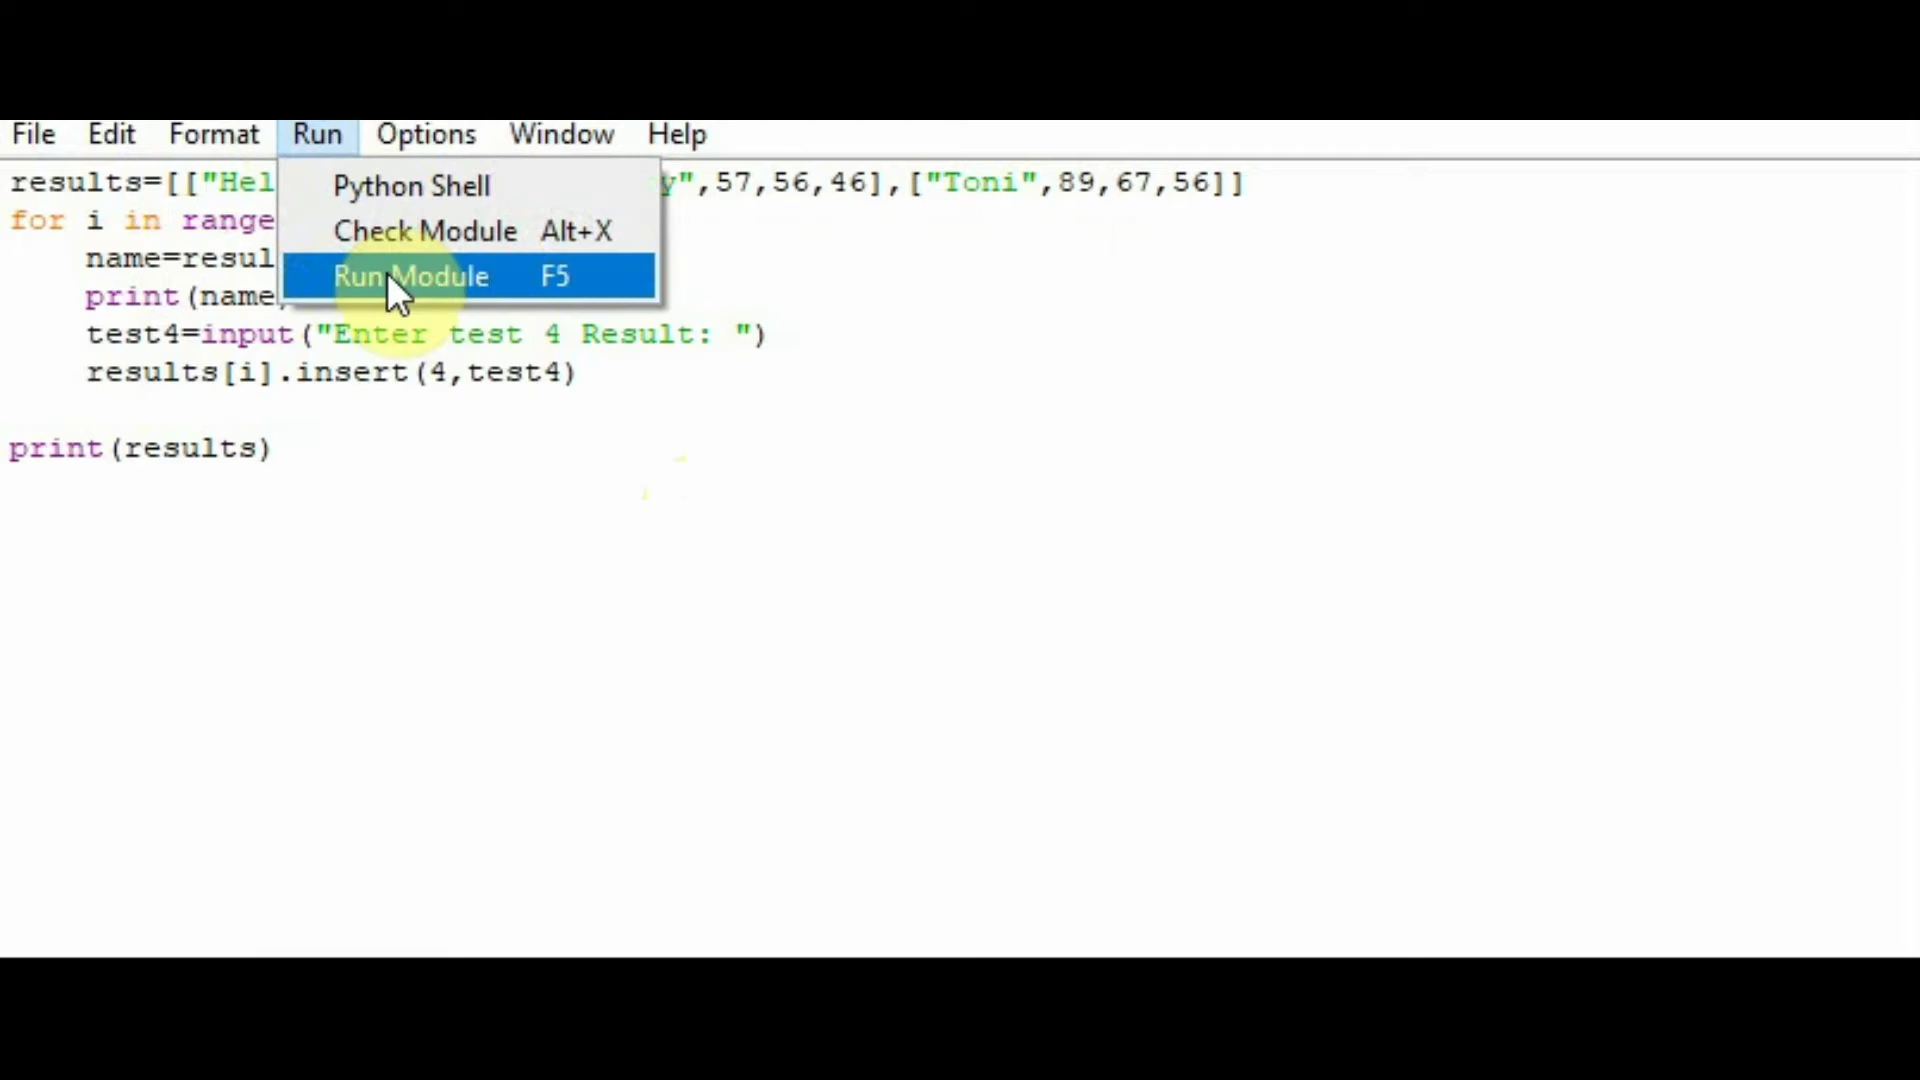 File Edit Format Run Options Window Help
results=[["Hel y",57,56,46],["Toni",89,67,56]]
Python Shell
for i in range
Check Module Alt+X
name=resul
Run Module F5
print(name
test4=input("Enter test 4 Result: ")
results[i].insert(4,test4)
print(results)